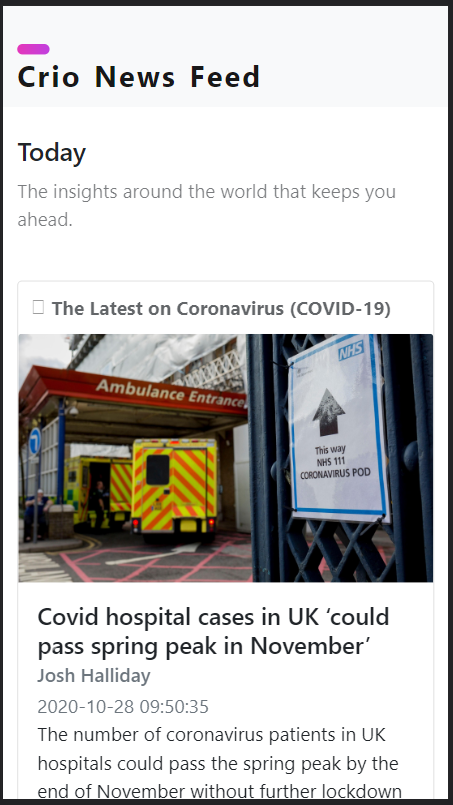 Crio News Feed
Today
The insights around the world that keeps you
ahead.
The Latest on Coronavirus (COVID-19)
Ambulance Entrance
NHS
This way
NHS 111
CORONAVIRUS POD
Covid hospital cases in UK ‘could
pass spring peak in November’
Josh Halliday
2020-10-28 09:50:35
The number of coronavirus patients in UK
hospitals could pass the spring peak by the
end of November without further lockdown